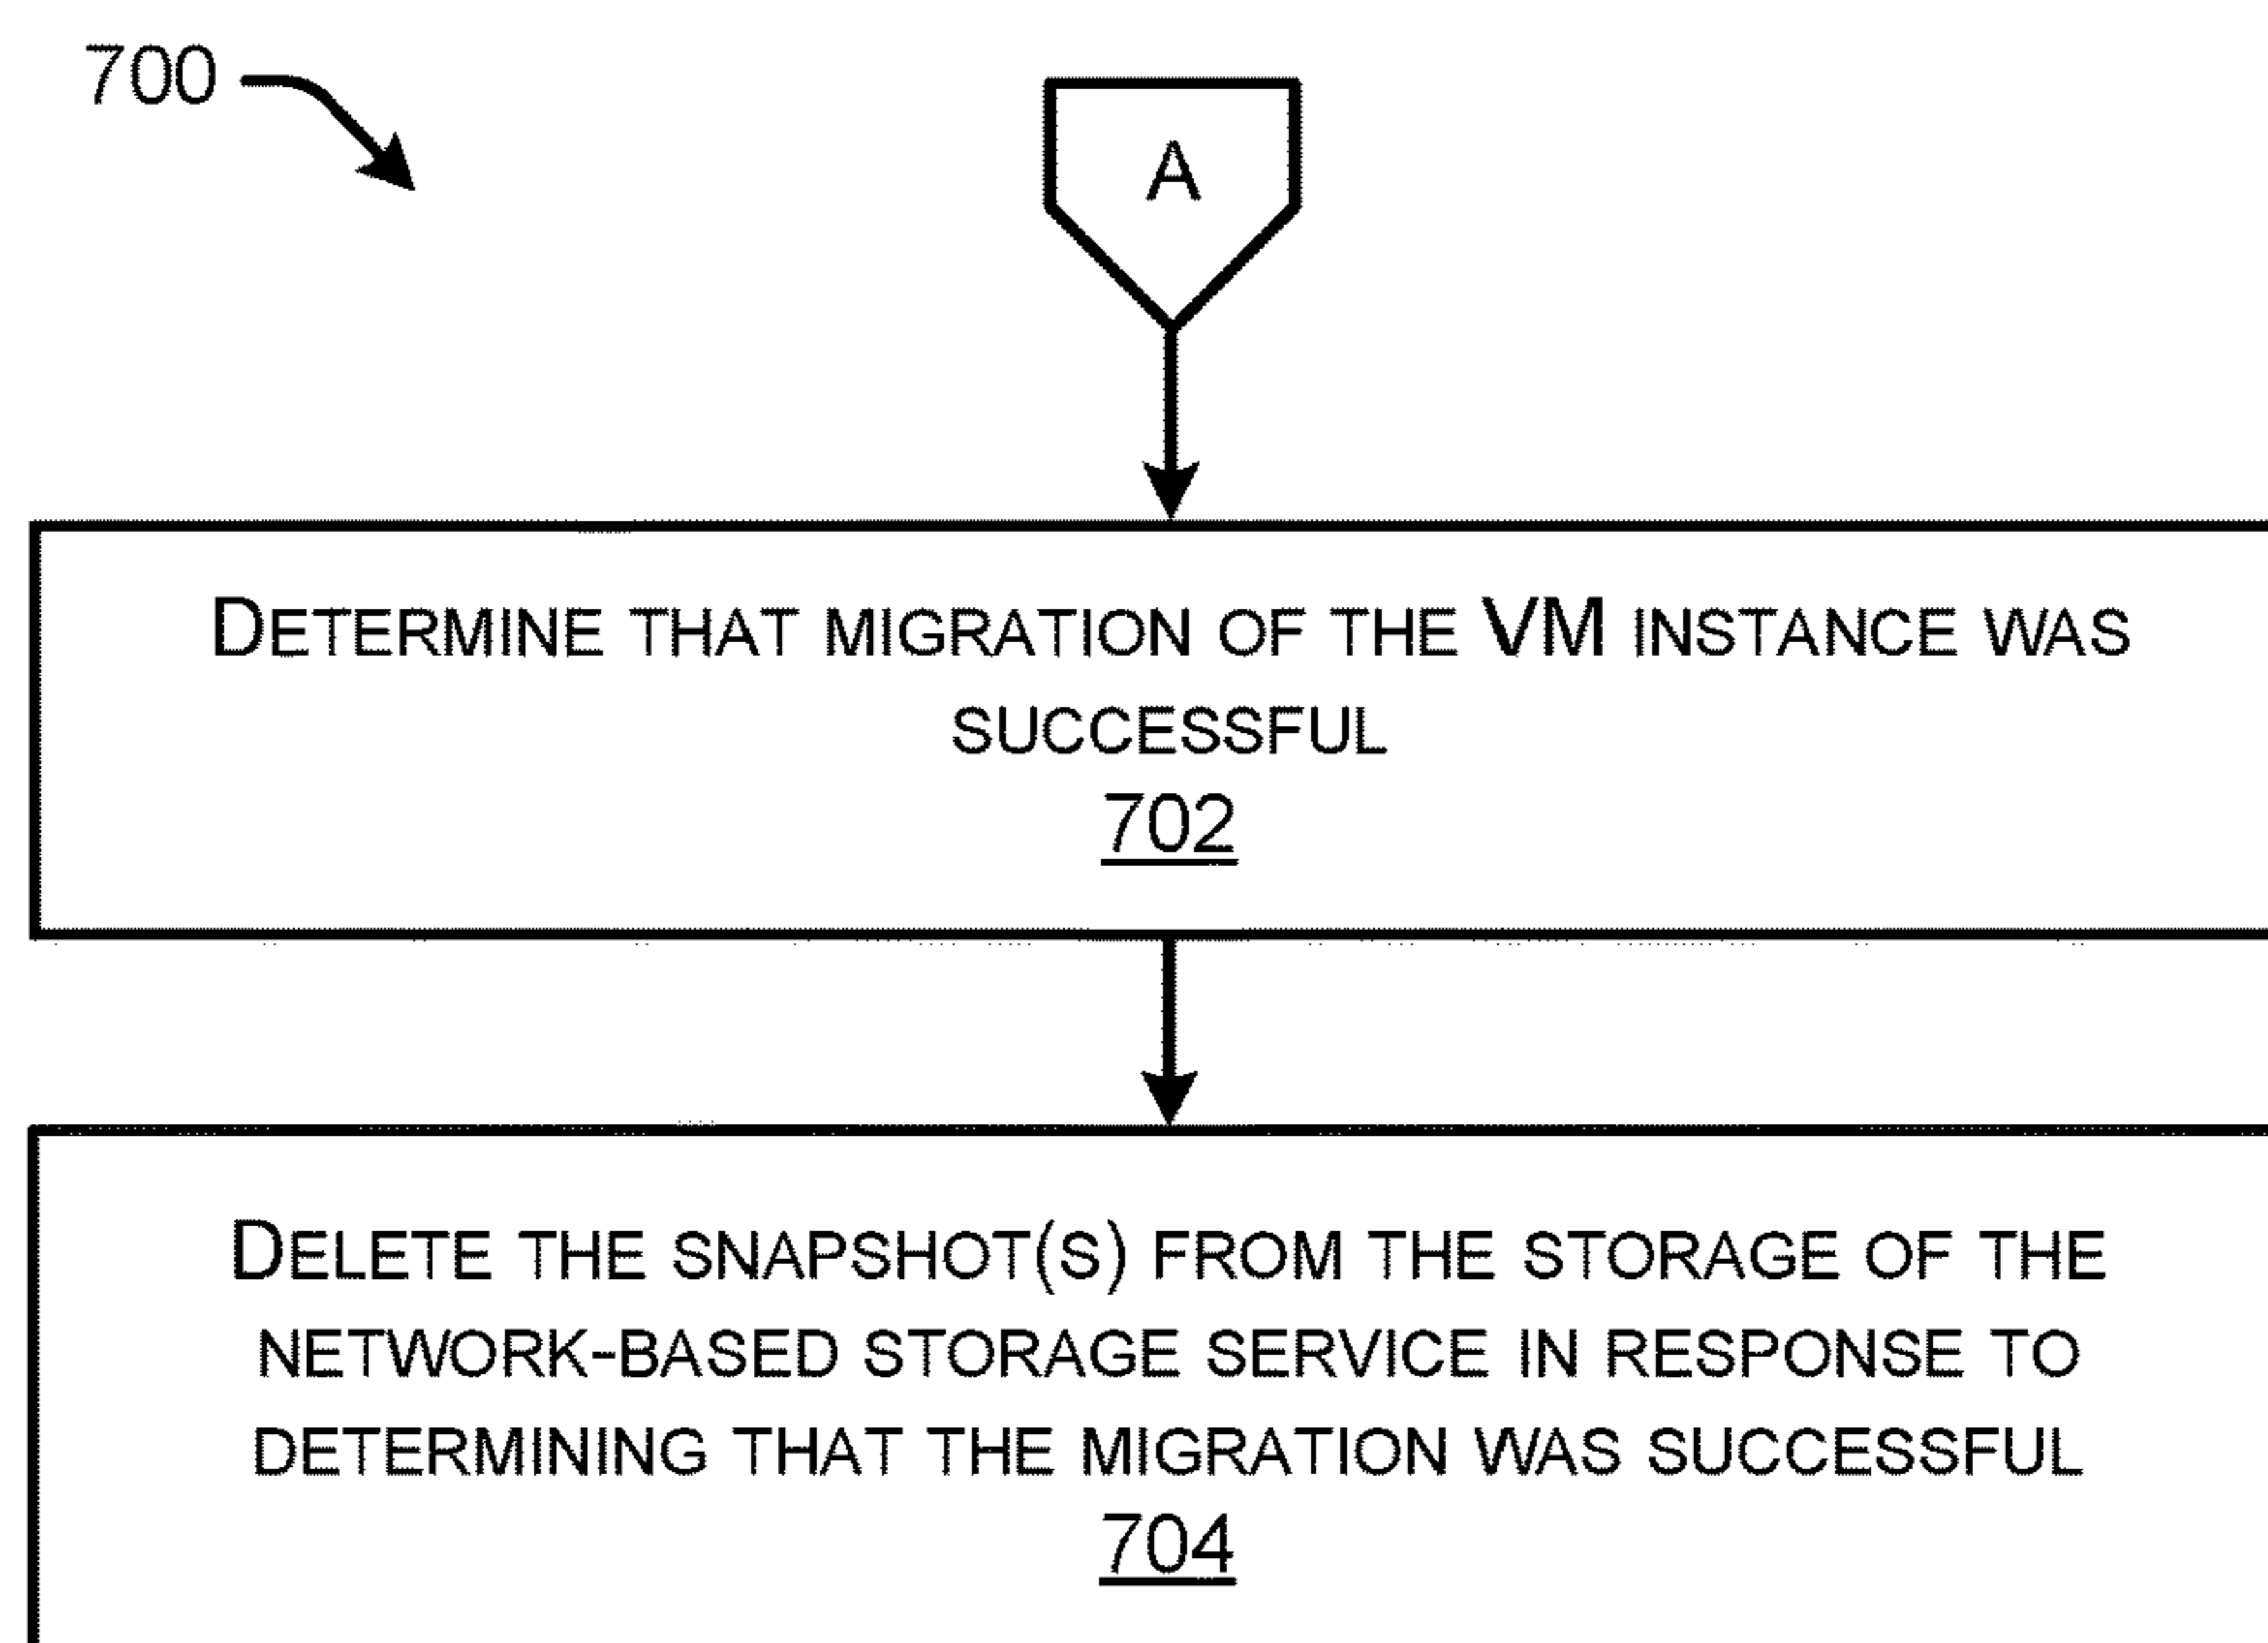 700
A
DETERMINE THAT MIGRATION OF THE VM INSTANCE WAS
SUCCESSFUL
702
DELETE THE SNAPSHOT(S) FROM THE STORAGE OF THE
NETWORK-BASED STORAGE SERVICE IN RESPONSE TO
DETERMINING THAT THE MIGRATION WAS SUCCESSFUL
704